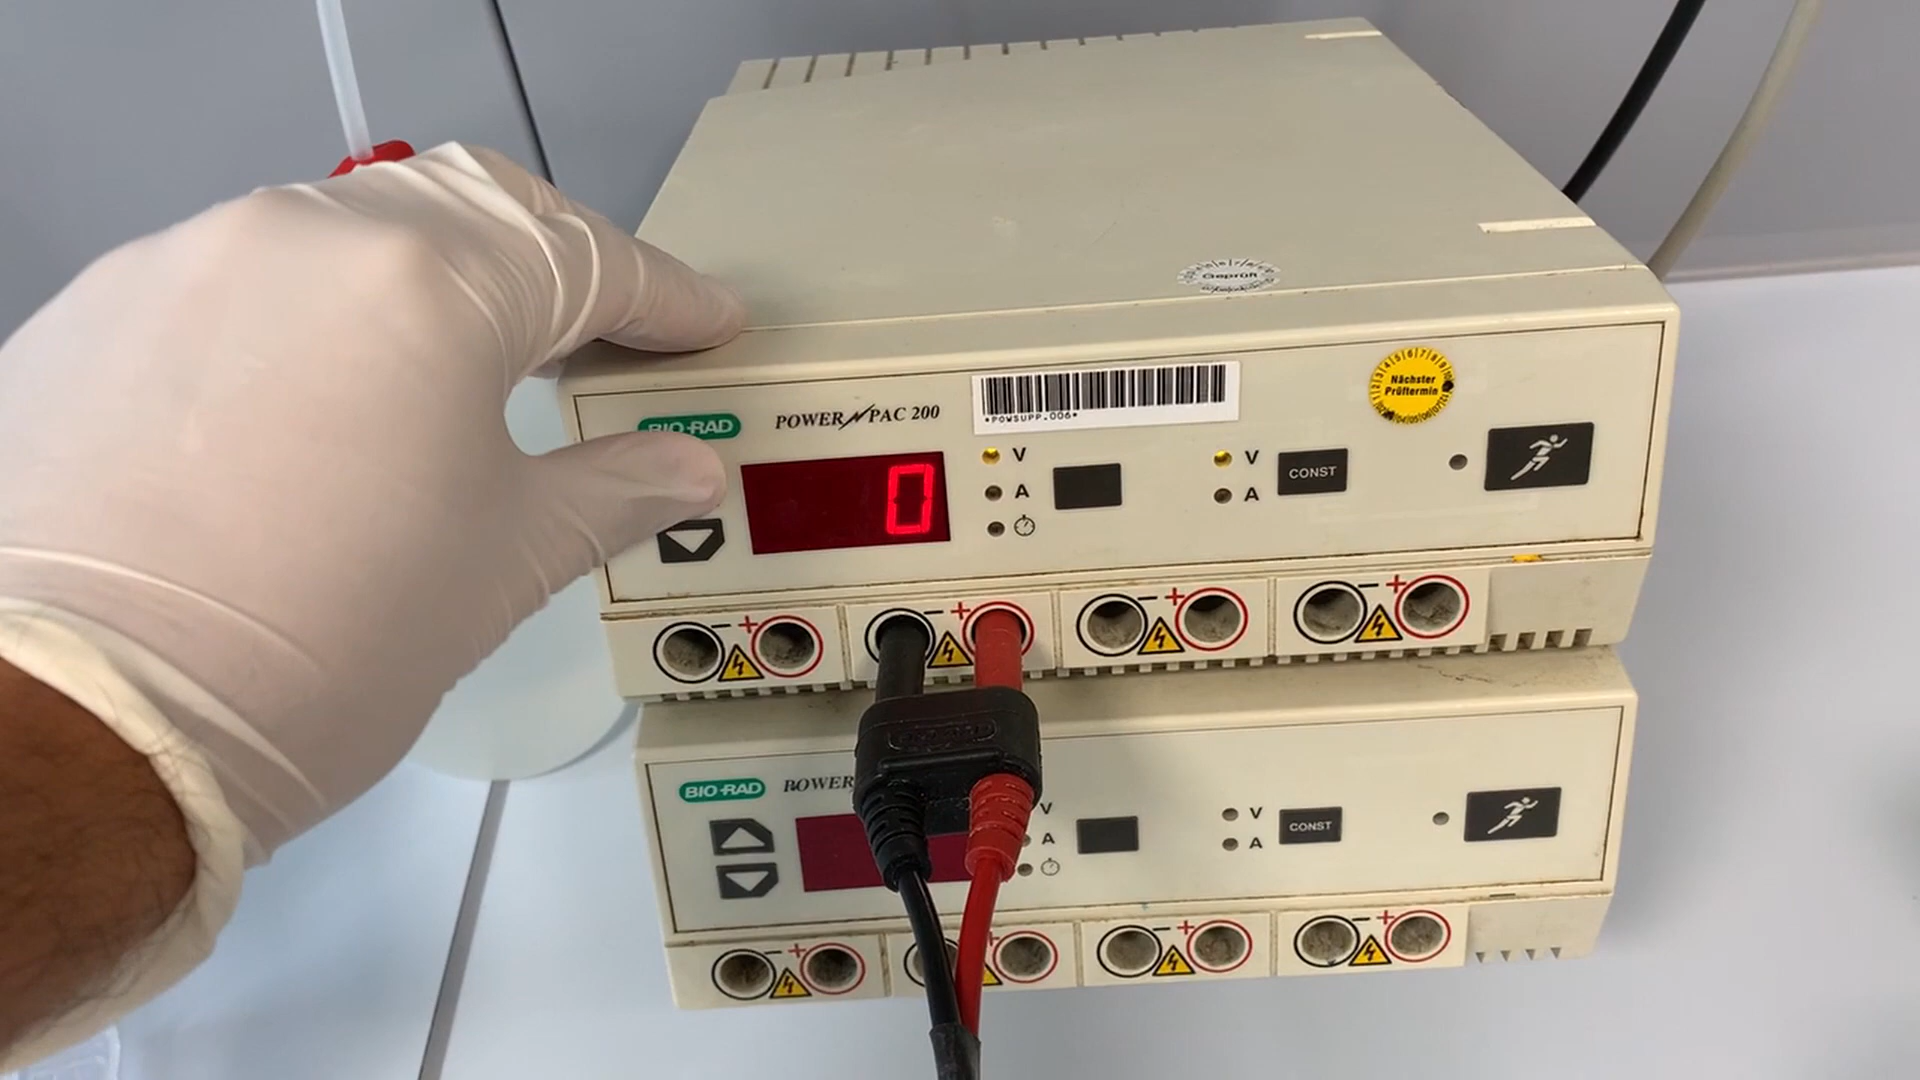 Geprüft
BIO-RAD
POWER PAC 200
*POWSUPP.006*
Nächster
Prüftermin
0
V
A
V
CONST
A
- +
- +
- +
- +
BIO-RAD
POWER
V
A
V
CONST
A
- +
+
- +
- +